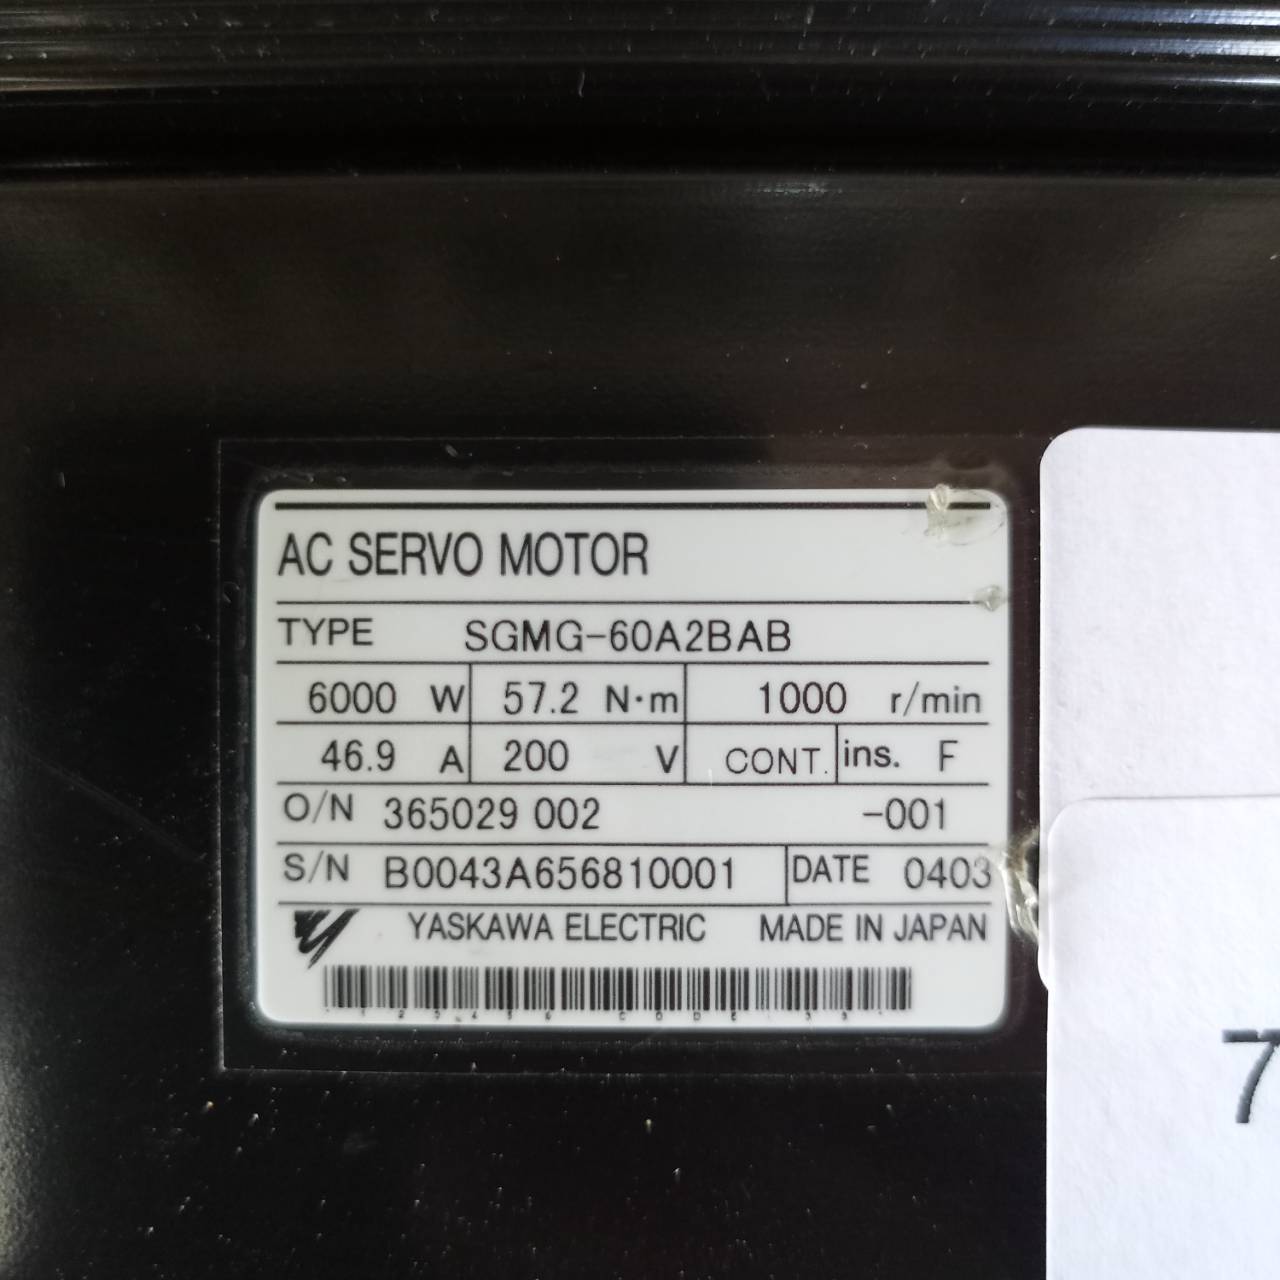 AC SERVO MOTOR
TYPE SGMG-60A2BAB
6000 W 57.2 N·m 1000 r/min
46.9 A 200 V CONT. ins. F
O/N 365029 002 -001
S/N B0043A656810001 DATE 0403
YASKAWA ELECTRIC MADE IN JAPAN
7